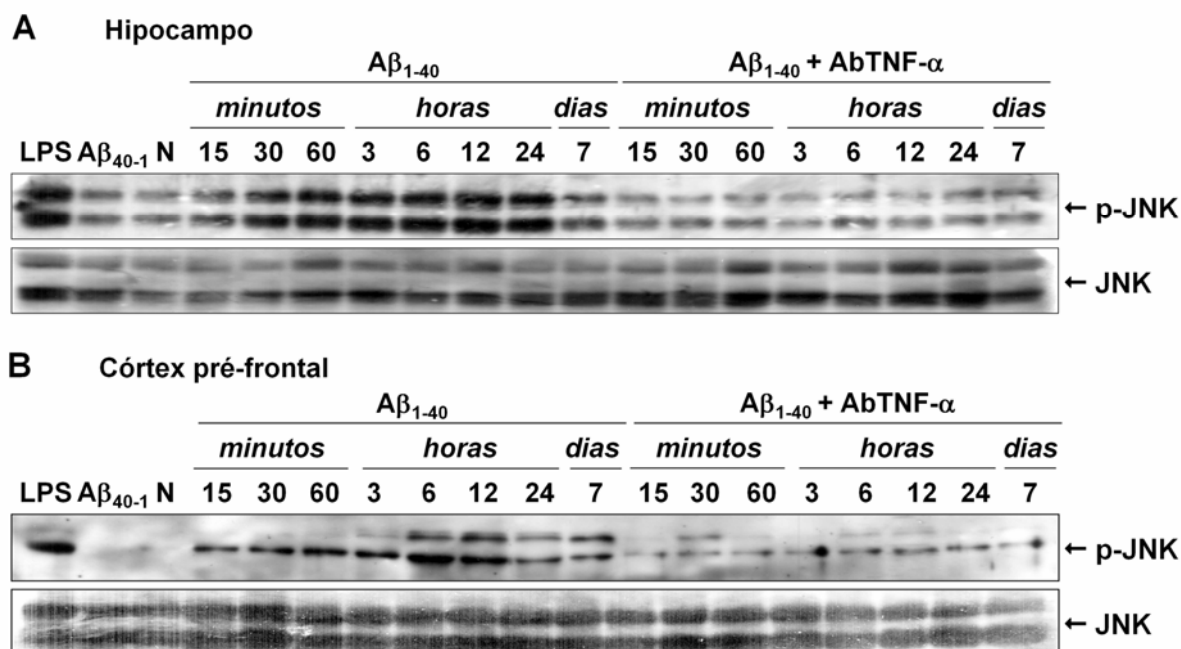 A Hipocampo
Aβ₁₋₄₀ Aβ₁₋₄₀ + AbTNF-α
minutos horas dias minutos horas dias
LPS Aβ₄₀₋₁ N 15 30 60 3 6 12 24 7 15 30 60 3 6 12 24 7
← p-JNK
← JNK
B Córtex pré-frontal
Aβ₁₋₄₀ Aβ₁₋₄₀ + AbTNF-α
minutos horas dias minutos horas dias
LPS Aβ₄₀₋₁ N 15 30 60 3 6 12 24 7 15 30 60 3 6 12 24 7
← p-JNK
← JNK